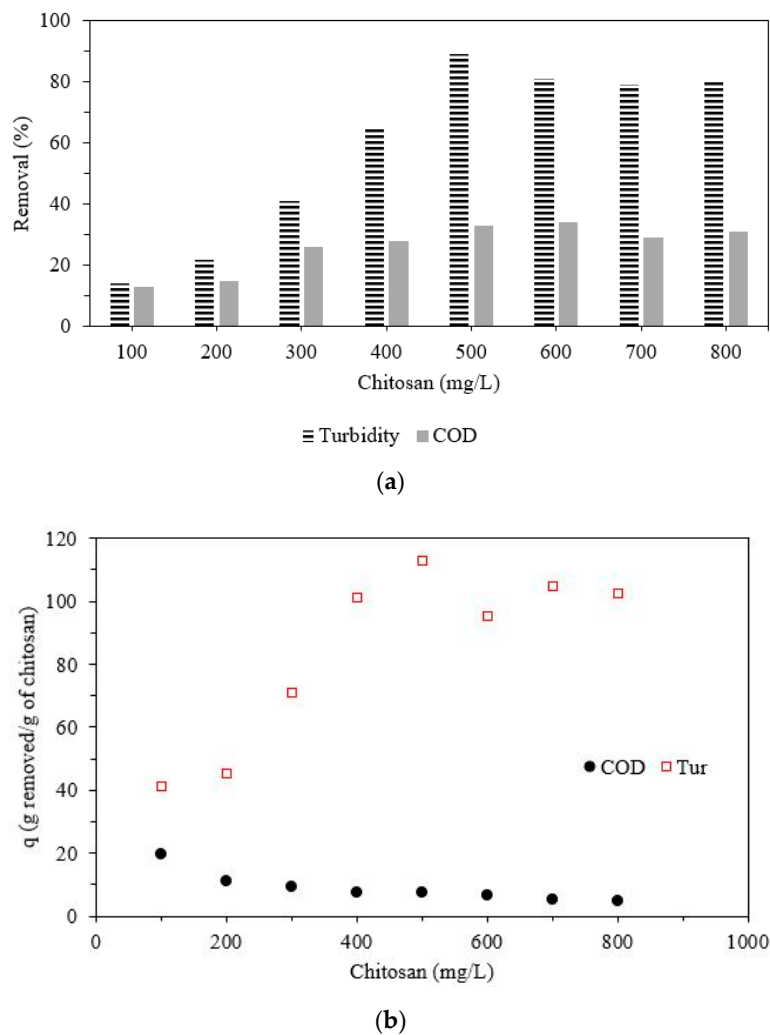 100
80
60
40
20
0
Removal (%)
100 200 300 400 500 600 700 800
Chitosan (mg/L)
Turbidity COD
(a)
120
100
80
60
40
20
0
q (g removed/g of chitosan)
COD Tur
0 200 400 600 800 1000
Chitosan (mg/L)
(b)